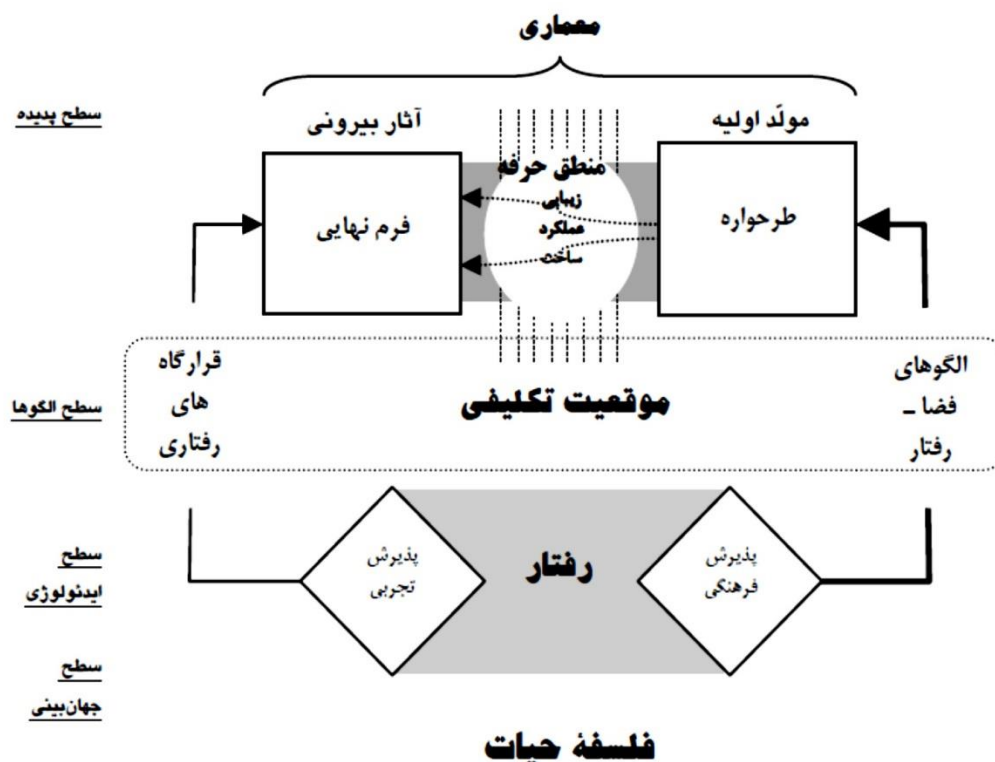 معماری
مولّد اولیه
آثار بیرونی
سطح پدیده
منطق حرفه
زیبایی
عملکرد
ساخت
طرحواره
فرم نهایی
الگوهای
فضا ـ
رفتار
موقعیت تکلیفی
قرارگاه
های
رفتاری
سطح الگوها
پذیرش
فرهنگی
رفتار
پذیرش
تجربی
سطح
ایدئولوژی
سطح
جهان‌بینی
فلسفهٔ حیات